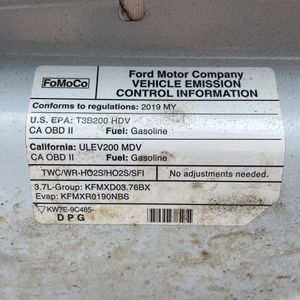 FoMoCo
Ford Motor Company
VEHICLE EMISSION
CONTROL INFORMATION
Conforms to regulations: 2019 MY
U.S. EPA: T3B200 HDV
CA OBD II Fuel: Gasoline
California: ULEV200 MDV
CA OBD II Fuel: Gasoline
TWC/WR-HO2S/HO2S/SFI No adjustments needed.
3.7L-Group: KFMXD03.76BX
Evap: KFMXR0190NBS
KW7E-9C485-
DPG